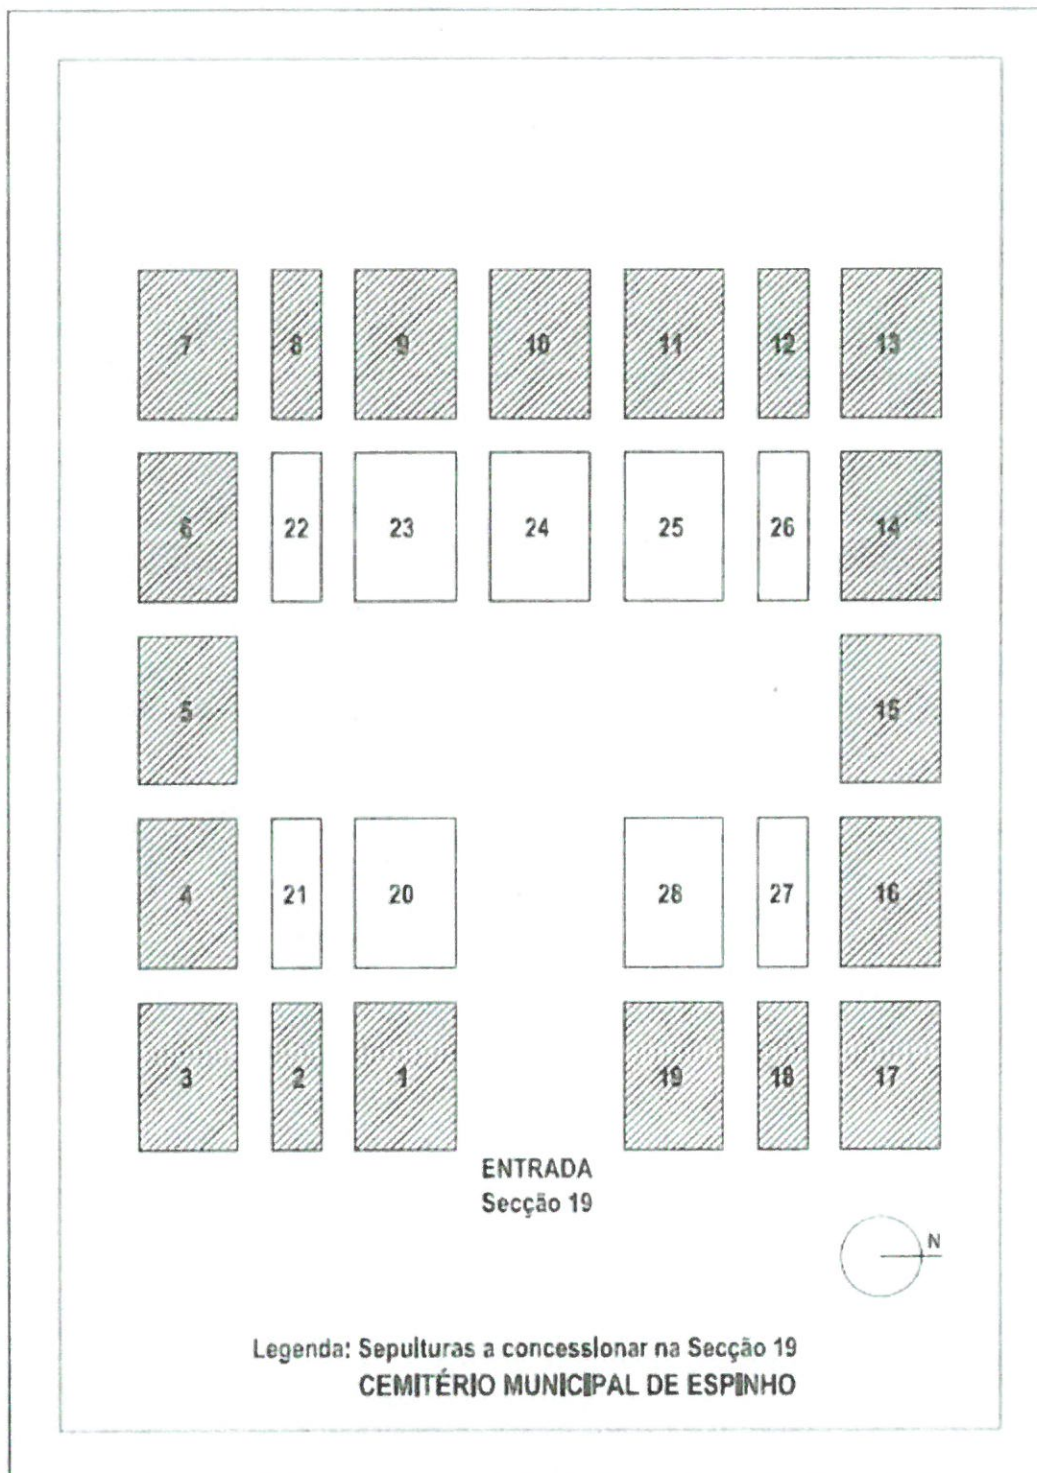 7 8 9 10 11 12 13
6 22 23 24 25 26 14
5 15
4 21 20 28 27 16
3 2 1 19 18 17
ENTRADA
Secção 19
N
Legenda: Sepulturas a concessionar na Secção 19
CEMITÉRIO MUNICIPAL DE ESPINHO